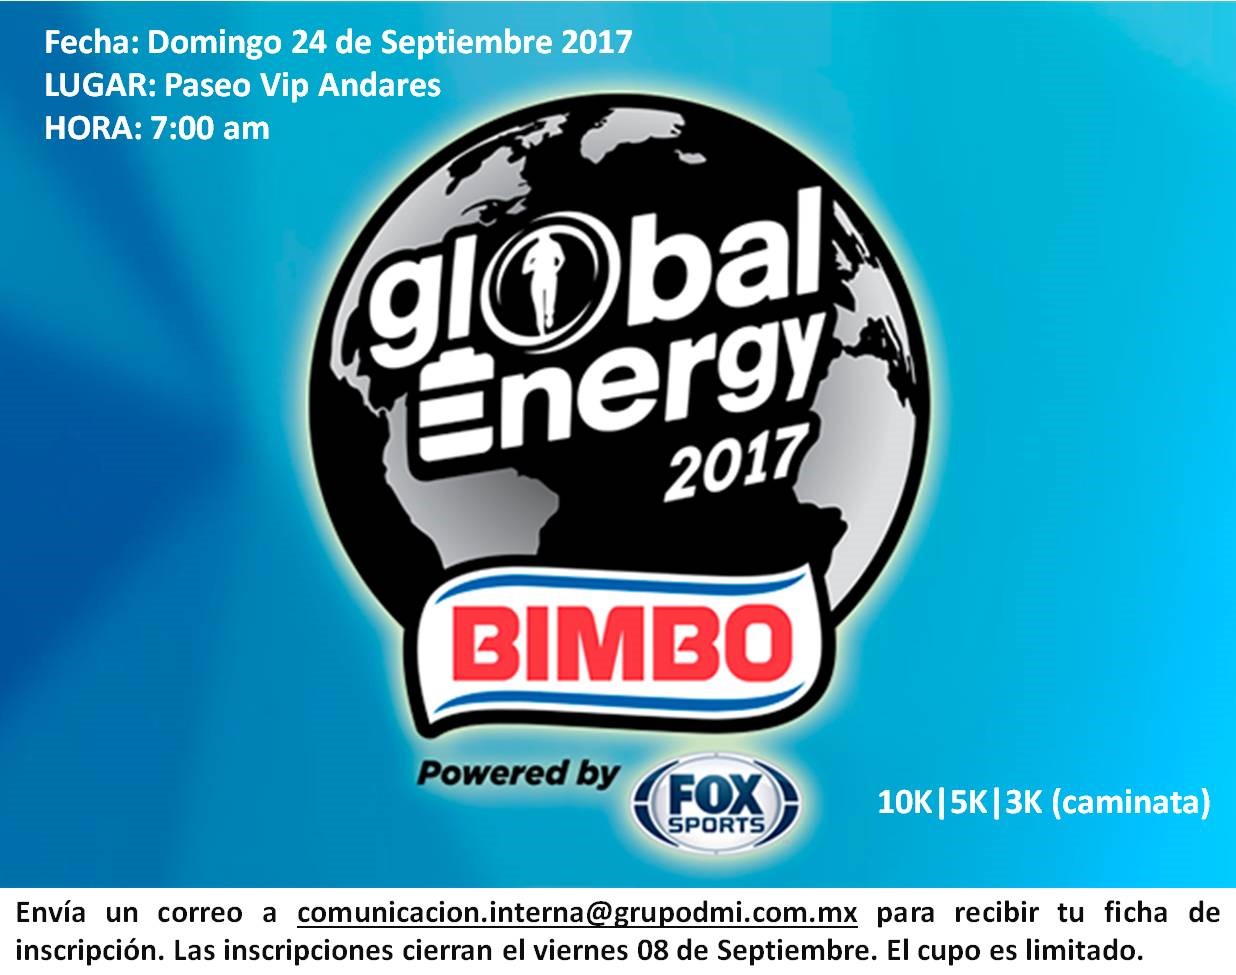 Fecha: Domingo 24 de Septiembre 2017
LUGAR: Paseo Vip Andares
HORA: 7:00 am
global
Energy
2017
BIMBO
Powered by
FOX
SPORTS
10K|5K|3K (caminata)
Envía un correo a comunicacion.interna@grupodmi.com.mx para recibir tu ficha de
inscripción. Las inscripciones cierran el viernes 08 de Septiembre. El cupo es limitado.